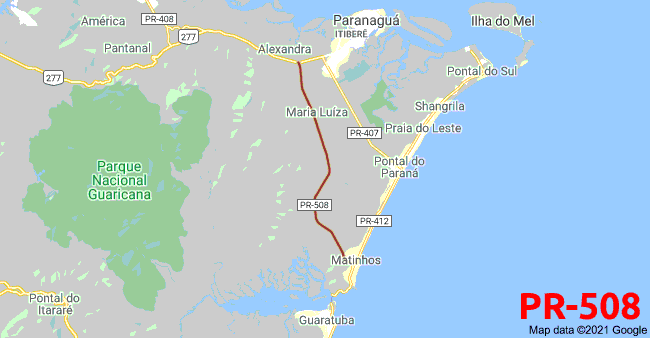 PR-408
Paranaguá
Ilha do Mel
277
ITIBERÊ
América
Pantanal
Alexandra
277
Pontal do Sul
Shangrila
Maria Luíza
PR-407
Praia do Leste
Parque
Nacional
Guaricana
Pontal do
Paraná
PR-508
PR-412
Matinhos
Pontal do
Itararé
Guaratuba
PR-508
Map data ©2021 Google